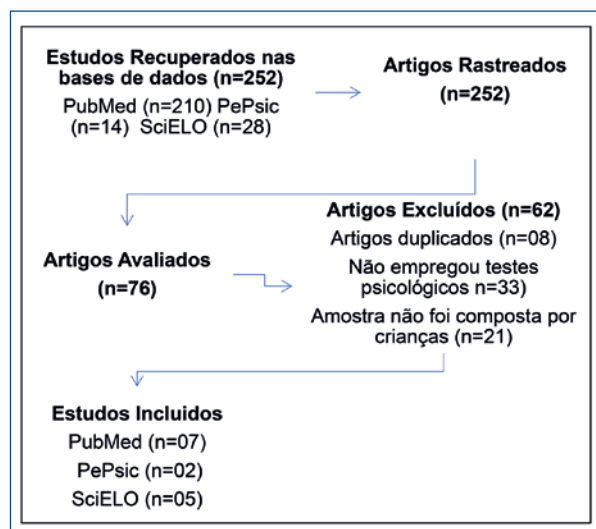 Estudos Recuperados nas
bases de dados (n=252)
PubMed (n=210) PePsic
(n=14) SciELO (n=28)
Artigos Rastreados
(n=252)
Artigos Avaliados
(n=76)
Artigos Excluídos (n=62)
Artigos duplicados (n=08)
Não empregou testes
psicológicos n=33)
Amostra não foi composta por
crianças (n=21)
Estudos Incluidos
PubMed (n=07)
PePsic (n=02)
SciELO (n=05)